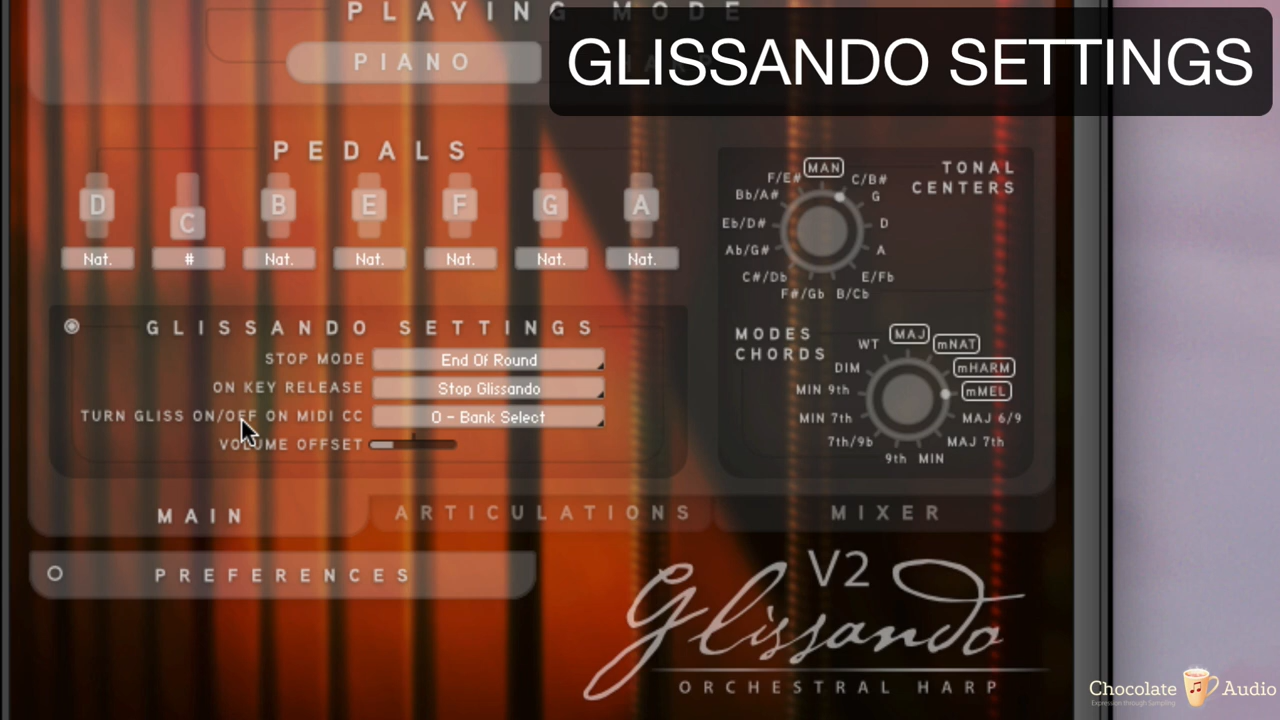 PLAYING MODE
PIANO
GLISSANDO SETTINGS
PEDALS
D C B E F G A
Nat. # Nat. Nat. Nat. Nat. Nat.
TONAL
CENTERS
MAN
F/E# C/B#
Bb/A# G
Eb/D# D
Ab/G# A
C#/Db E/Fb
F#/Gb B/Cb
GLISSANDO SETTINGS
STOP MODE End Of Round
ON KEY RELEASE Stop Glissando
TURN GLISS ON/OFF ON MIDI CC 0 - Bank Select
VOLUME OFFSET
MODES
CHORDS
WT MAJ mNAT
DIM mHARM
MIN 9th mMEL
MIN 7th MAJ 6/9
7th/9b MAJ 7th
9th MIN
MAIN ARTICULATIONS MIXER
PREFERENCES
V2
Glissando
ORCHESTRAL HARP
Chocolate Audio
Expression through Sampling